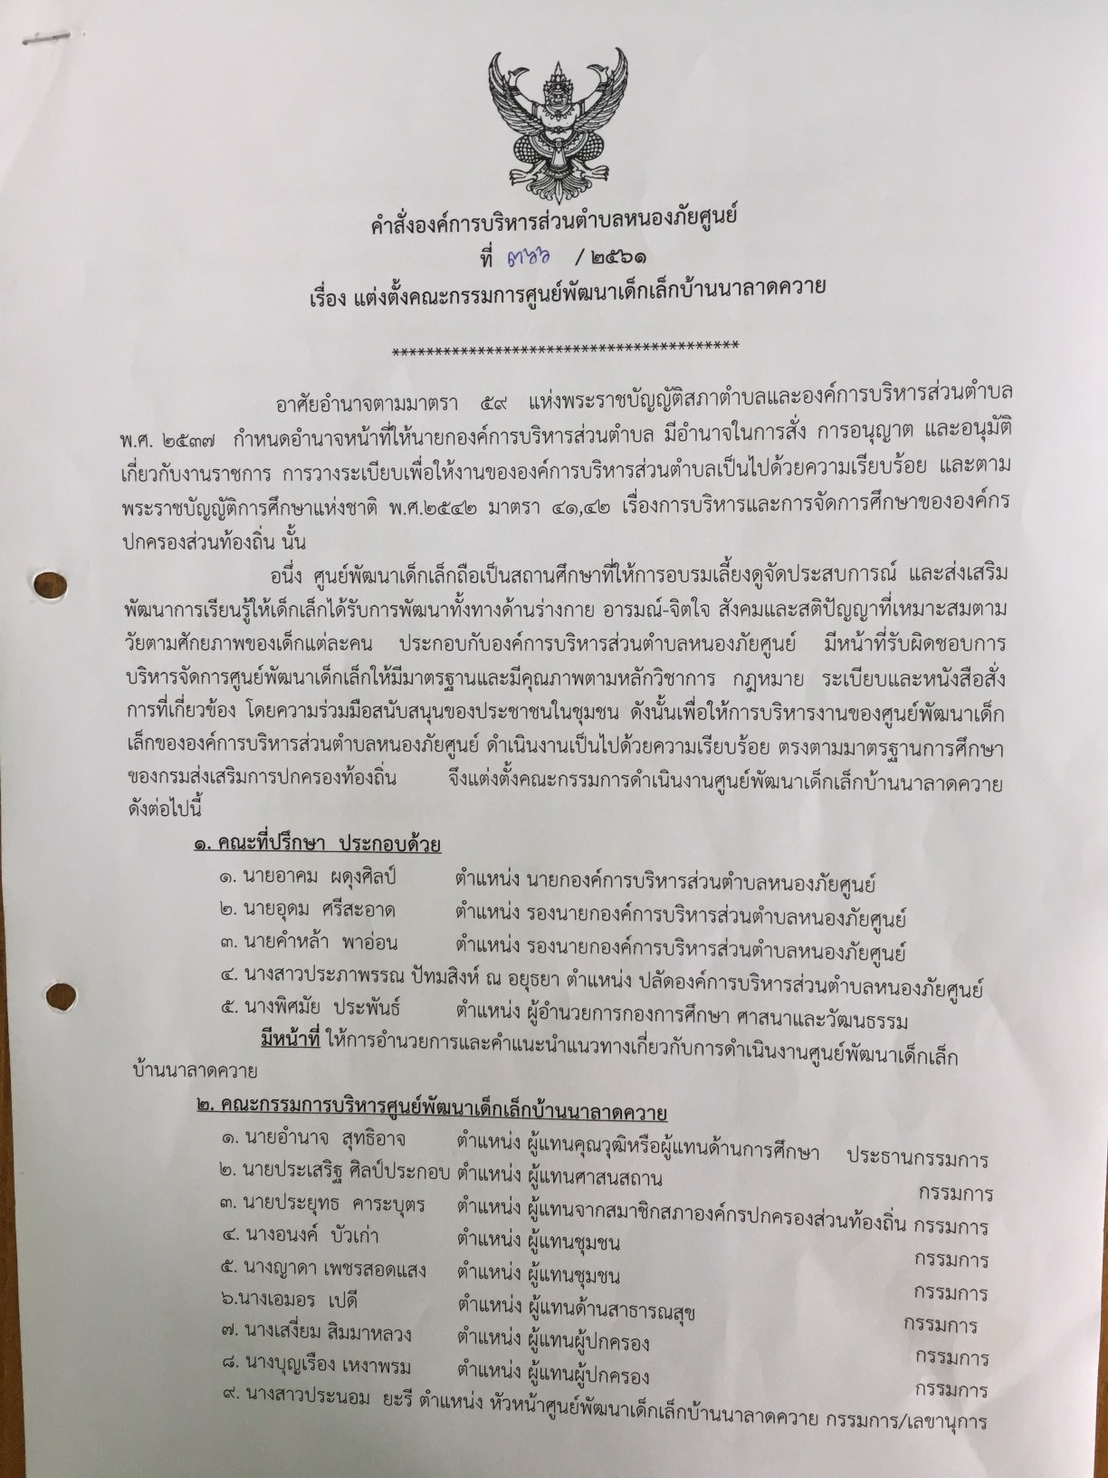 คำสั่งองค์การบริหารส่วนตำบลหนองภัยศูนย์
ที่ ๓๖๖ / ๒๕๖๑
เรื่อง แต่งตั้งคณะกรรมการศูนย์พัฒนาเด็กเล็กบ้านนาลาดควาย
****************************************
อาศัยอำนาจตามมาตรา ๕๙ แห่งพระราชบัญญัติสภาตำบลและองค์การบริหารส่วนตำบล
พ.ศ. ๒๕๓๗ กำหนดอำนาจหน้าที่ให้นายกองค์การบริหารส่วนตำบล มีอำนาจในการสั่ง การอนุญาต และอนุมัติ
เกี่ยวกับงานราชการ การวางระเบียบเพื่อให้งานขององค์การบริหารส่วนตำบลเป็นไปด้วยความเรียบร้อย และตาม
พระราชบัญญัติการศึกษาแห่งชาติ พ.ศ.๒๕๔๒ มาตรา ๔๑,๔๒ เรื่องการบริหารและการจัดการศึกษาขององค์กร
ปกครองส่วนท้องถิ่น นั้น
อนึ่ง ศูนย์พัฒนาเด็กเล็กถือเป็นสถานศึกษาที่ให้การอบรมเลี้ยงดูจัดประสบการณ์ และส่งเสริม
พัฒนาการเรียนรู้ให้เด็กเล็กได้รับการพัฒนาทั้งทางด้านร่างกาย อารมณ์-จิตใจ สังคมและสติปัญญาที่เหมาะสมตาม
วัยตามศักยภาพของเด็กแต่ละคน ประกอบกับองค์การบริหารส่วนตำบลหนองภัยศูนย์ มีหน้าที่รับผิดชอบการ
บริหารจัดการศูนย์พัฒนาเด็กเล็กให้มีมาตรฐานและมีคุณภาพตามหลักวิชาการ กฎหมาย ระเบียบและหนังสือสั่ง
การที่เกี่ยวข้อง โดยความร่วมมือสนับสนุนของประชาชนในชุมชน ดังนั้นเพื่อให้การบริหารงานของศูนย์พัฒนาเด็ก
เล็กขององค์การบริหารส่วนตำบลหนองภัยศูนย์ ดำเนินงานเป็นไปด้วยความเรียบร้อย ตรงตามมาตรฐานการศึกษา
ของกรมส่งเสริมการปกครองท้องถิ่น จึงแต่งตั้งคณะกรรมการดำเนินงานศูนย์พัฒนาเด็กเล็กบ้านนาลาดควาย
ดังต่อไปนี้
๑. คณะที่ปรึกษา ประกอบด้วย
๑. นายอาคม ผดุงศิลป์ ตำแหน่ง นายกองค์การบริหารส่วนตำบลหนองภัยศูนย์
๒. นายอุดม ศรีสะอาด ตำแหน่ง รองนายกองค์การบริหารส่วนตำบลหนองภัยศูนย์
๓. นายคำหล้า พาอ่อน ตำแหน่ง รองนายกองค์การบริหารส่วนตำบลหนองภัยศูนย์
๔. นางสาวประภาพรรณ ปัทมสิงห์ ณ อยุธยา ตำแหน่ง ปลัดองค์การบริหารส่วนตำบลหนองภัยศูนย์
๕. นางพิศมัย ประพันธ์ ตำแหน่ง ผู้อำนวยการกองการศึกษา ศาสนาและวัฒนธรรม
มีหน้าที่ ให้การอำนวยการและคำแนะนำแนวทางเกี่ยวกับการดำเนินงานศูนย์พัฒนาเด็กเล็ก
บ้านนาลาดควาย
๒. คณะกรรมการบริหารศูนย์พัฒนาเด็กเล็กบ้านนาลาดควาย
๑. นายอำนาจ สุทธิอาจ ตำแหน่ง ผู้แทนคุณวุฒิหรือผู้แทนด้านการศึกษา ประธานกรรมการ
๒. นายประเสริฐ ศิลป์ประกอบ ตำแหน่ง ผู้แทนศาสนสถาน กรรมการ
๓. นายประยุทธ คาระบุตร ตำแหน่ง ผู้แทนจากสมาชิกสภาองค์กรปกครองส่วนท้องถิ่น กรรมการ
๔. นางอนงค์ บัวเก่า ตำแหน่ง ผู้แทนชุมชน กรรมการ
๕. นางญาดา เพชรสอดแสง ตำแหน่ง ผู้แทนชุมชน กรรมการ
๖.นางเอมอร เปดี ตำแหน่ง ผู้แทนด้านสาธารณสุข กรรมการ
๗. นางเสงี่ยม สิมมาหลวง ตำแหน่ง ผู้แทนผู้ปกครอง กรรมการ
๘. นางบุญเรือง เหงาพรม ตำแหน่ง ผู้แทนผู้ปกครอง กรรมการ
๙. นางสาวประนอม ยะรี ตำแหน่ง หัวหน้าศูนย์พัฒนาเด็กเล็กบ้านนาลาดควาย กรรมการ/เลขานุการ